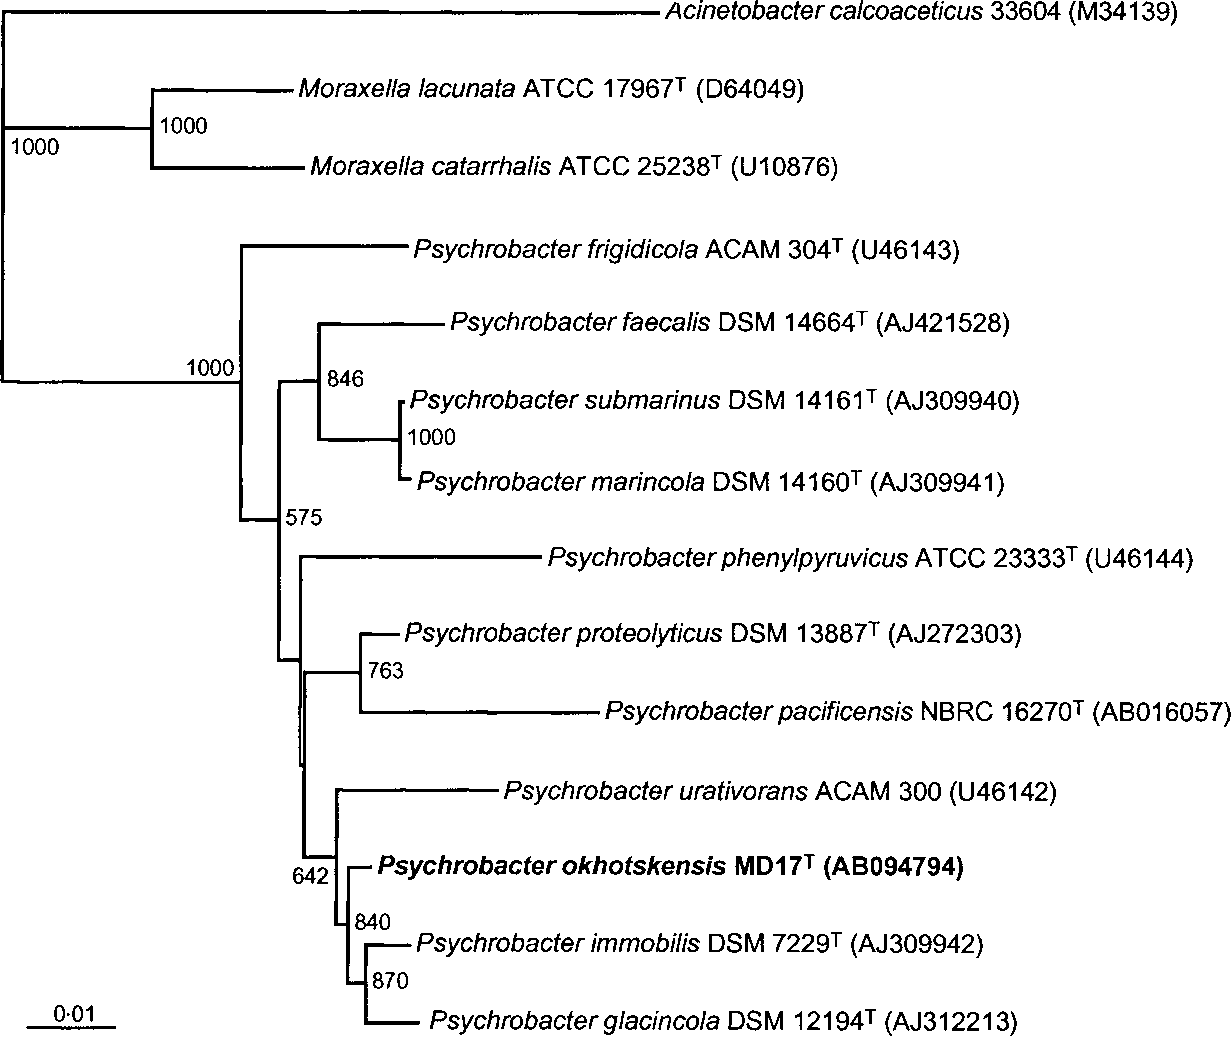 Acinetobacter calcoaceticus 33604 (M34139)
Moraxella lacunata ATCC 17967ᵀ (D64049)
1000
1000
Moraxella catarrhalis ATCC 25238ᵀ (U10876)
Psychrobacter frigidicola ACAM 304ᵀ (U46143)
Psychrobacter faecalis DSM 14664ᵀ (AJ421528)
1000
846
Psychrobacter submarinus DSM 14161ᵀ (AJ309940)
1000
Psychrobacter marincola DSM 14160ᵀ (AJ309941)
575
Psychrobacter phenylpyruvicus ATCC 23333ᵀ (U46144)
Psychrobacter proteolyticus DSM 13887ᵀ (AJ272303)
763
Psychrobacter pacificensis NBRC 16270ᵀ (AB016057)
Psychrobacter urativorans ACAM 300 (U46142)
Psychrobacter okhotskensis MD17ᵀ (AB094794)
642
840
Psychrobacter immobilis DSM 7229ᵀ (AJ309942)
870
Psychrobacter glacincola DSM 12194ᵀ (AJ312213)
0·01